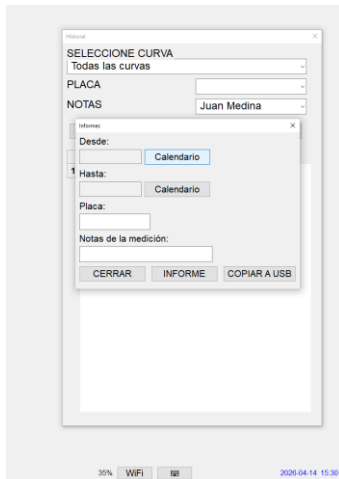 Historial
SELECCIONE CURVA
Todas las curvas
PLACA
NOTAS Juan Medina
Informes
Desde:
Calendario
1
Hasta:
Calendario
Placa:
Notas de la medición:
CERRAR INFORME COPIAR A USB
35% WiFi 2026-04-14 15:30